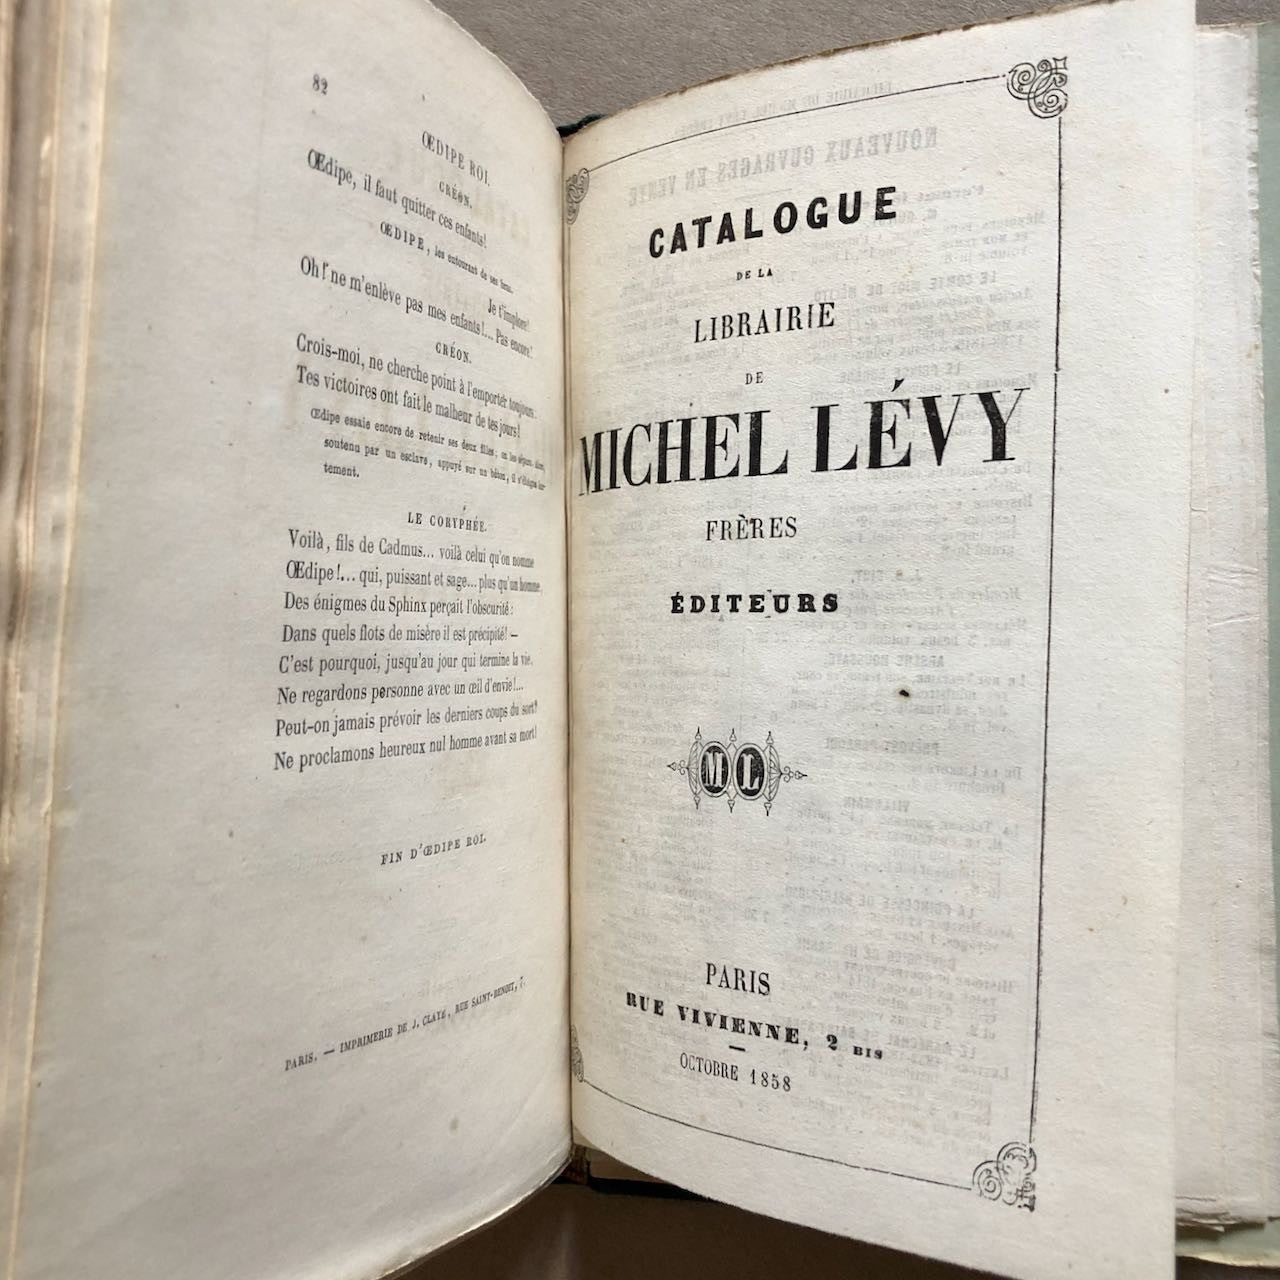 82
ŒDIPE ROI.
CRÉON.
Œdipe, il faut quitter ces enfants!
ŒDIPE, les entourant de ses bras.
Je t'implore!
Oh! ne m'enlève pas mes enfants!... Pas encore!
CRÉON.
Crois-moi, ne cherche point à l'emporter toujours.
Tes victoires ont fait le malheur de tes jours!
Œdipe essaie encore de retenir ses deux filles; on les sépare. Alors,
soutenu par un esclave, appuyé sur un bâton, il s'éloigne
tement.
LE CORYPHÉE.
Voilà, fils de Cadmus... voilà celui qu'on nomme
Œdipe!... qui, puissant et sage... plus qu'un homme,
Des énigmes du Sphinx perçait l'obscurité:
Dans quels flots de misère il est précipité! —
C'est pourquoi, jusqu'au jour qui termine la vie,
Ne regardons personne avec un œil d'envie!...
Peut-on jamais prévoir les derniers coups du sort?
Ne proclamons heureux nul homme avant sa mort!
FIN D'ŒDIPE ROI.
PARIS. — IMPRIMERIE DE J. CLAYE, RUE SAINT-BENOIT, 7.
CATALOGUE
DE LA
LIBRAIRIE
DE
MICHEL LÉVY
FRÈRES
ÉDITEURS
ML
PARIS
RUE VIVIENNE, 2 BIS
—
OCTOBRE 1858